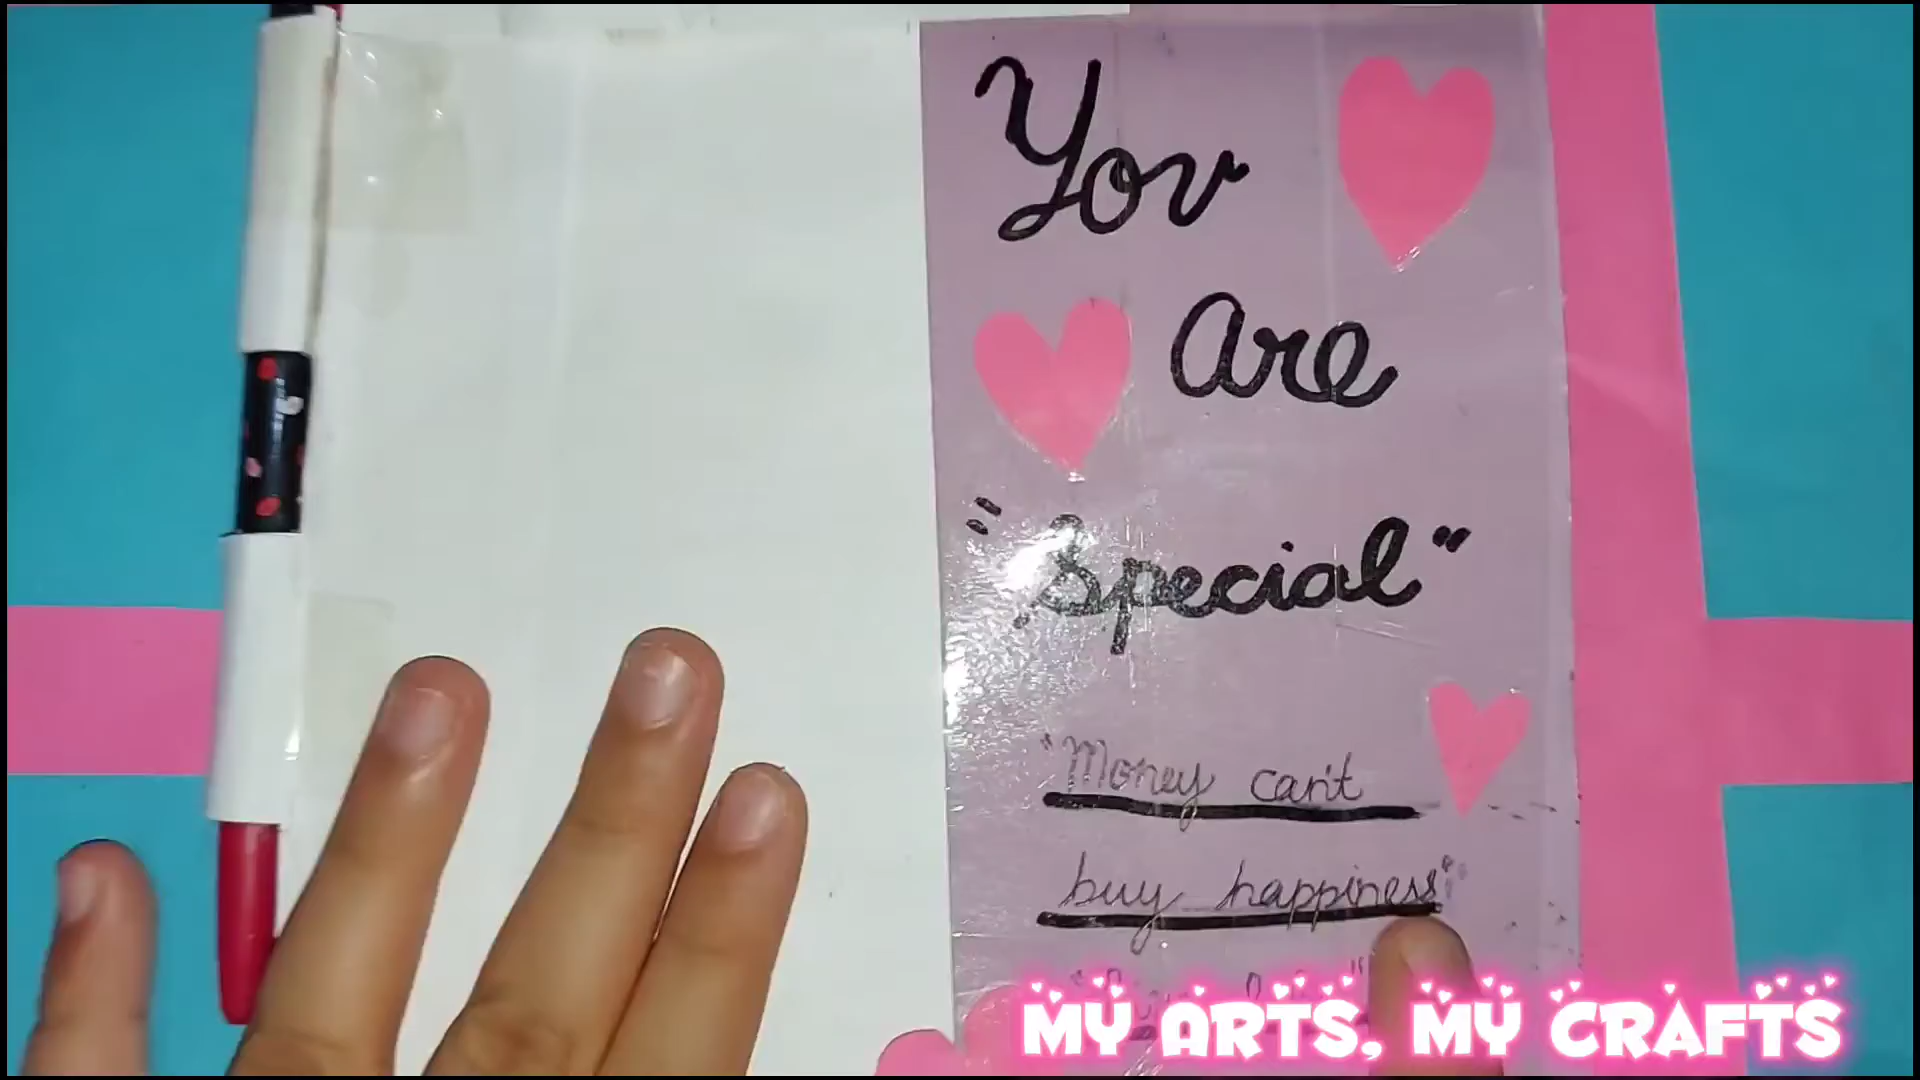 You
are
"Special"
"Money can't
buy happiness"
MY ARTS, MY CRAFTS